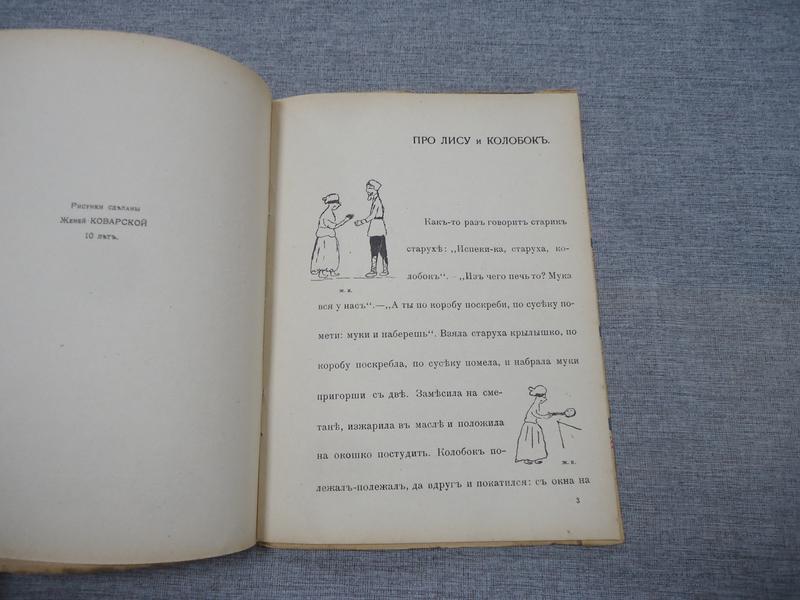 Рисунки сдѣланы
Женей КОВАРСКОЙ
10 лѣтъ.
ПРО ЛИСУ и КОЛОБОКЪ.
Какъ-то разъ говоритъ старикъ
старухѣ: „Испеки-ка, старуха, ко-
лобокъ“. — „Изъ чего печь то? Мука
вся у насъ“.—„А ты по коробу поскреби, по сусѣку по-
мети: муки и наберешь“. Взяла старуха крылышко, по
коробу поскребла, по сусѣку помела, и набрала муки
пригорши съ двѣ. Замѣсила на сме-
танѣ, изжарила въ маслѣ и положила
на окошко постудить. Колобокъ по-
лежалъ-полежалъ, да вдругъ и покатился: съ окна на
Ж. К.
Ж. К.
3